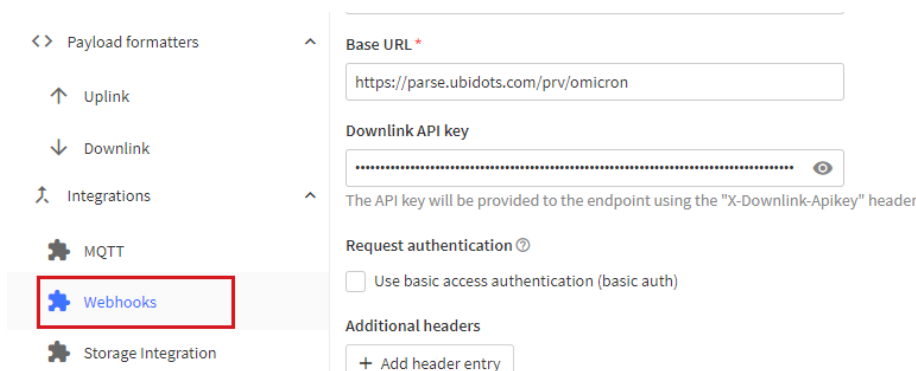 Payload formatters
Uplink
Downlink
Integrations
MQTT
Webhooks
Storage Integration
Base URL *
https://parse.ubidots.com/prv/omicron
Downlink API key
••••••••••••••••••••••••••••••••••••••••••••••••••••••••••••••••••••••••••••••••••••••••
The API key will be provided to the endpoint using the "X-Downlink-Apikey" header
Request authentication
Use basic access authentication (basic auth)
Additional headers
+ Add header entry